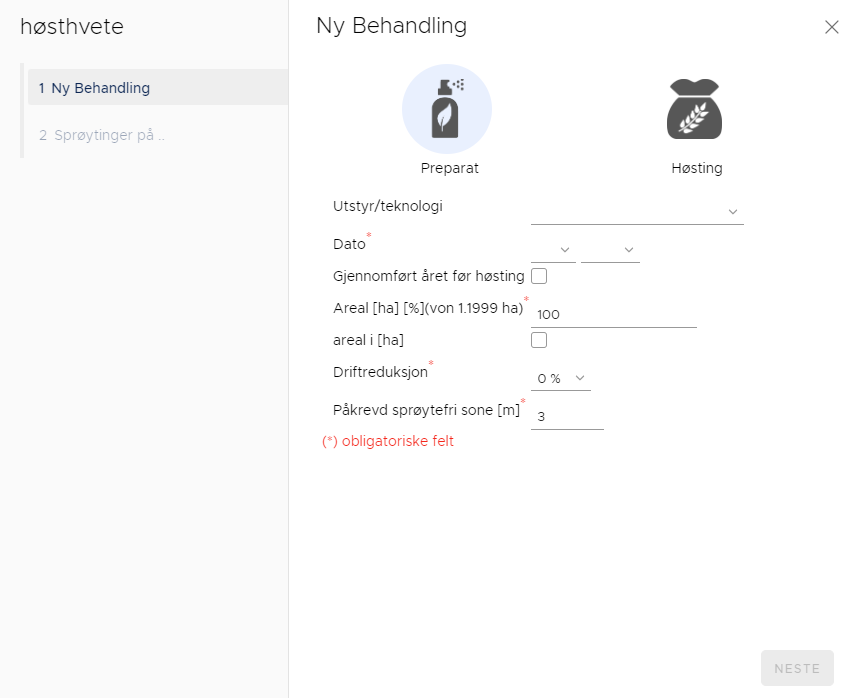 høsthvete
1 Ny Behandling
2 Sprøytinger på ..
Ny Behandling
Preparat
Høsting
Utstyr/teknologi
Dato*
Gjennomført året før høsting
Areal [ha] [%](von 1.1999 ha)* 100
areal i [ha]
Driftreduksjon* 0 %
Påkrevd sprøytefri sone [m]* 3
(*) obligatoriske felt
NESTE